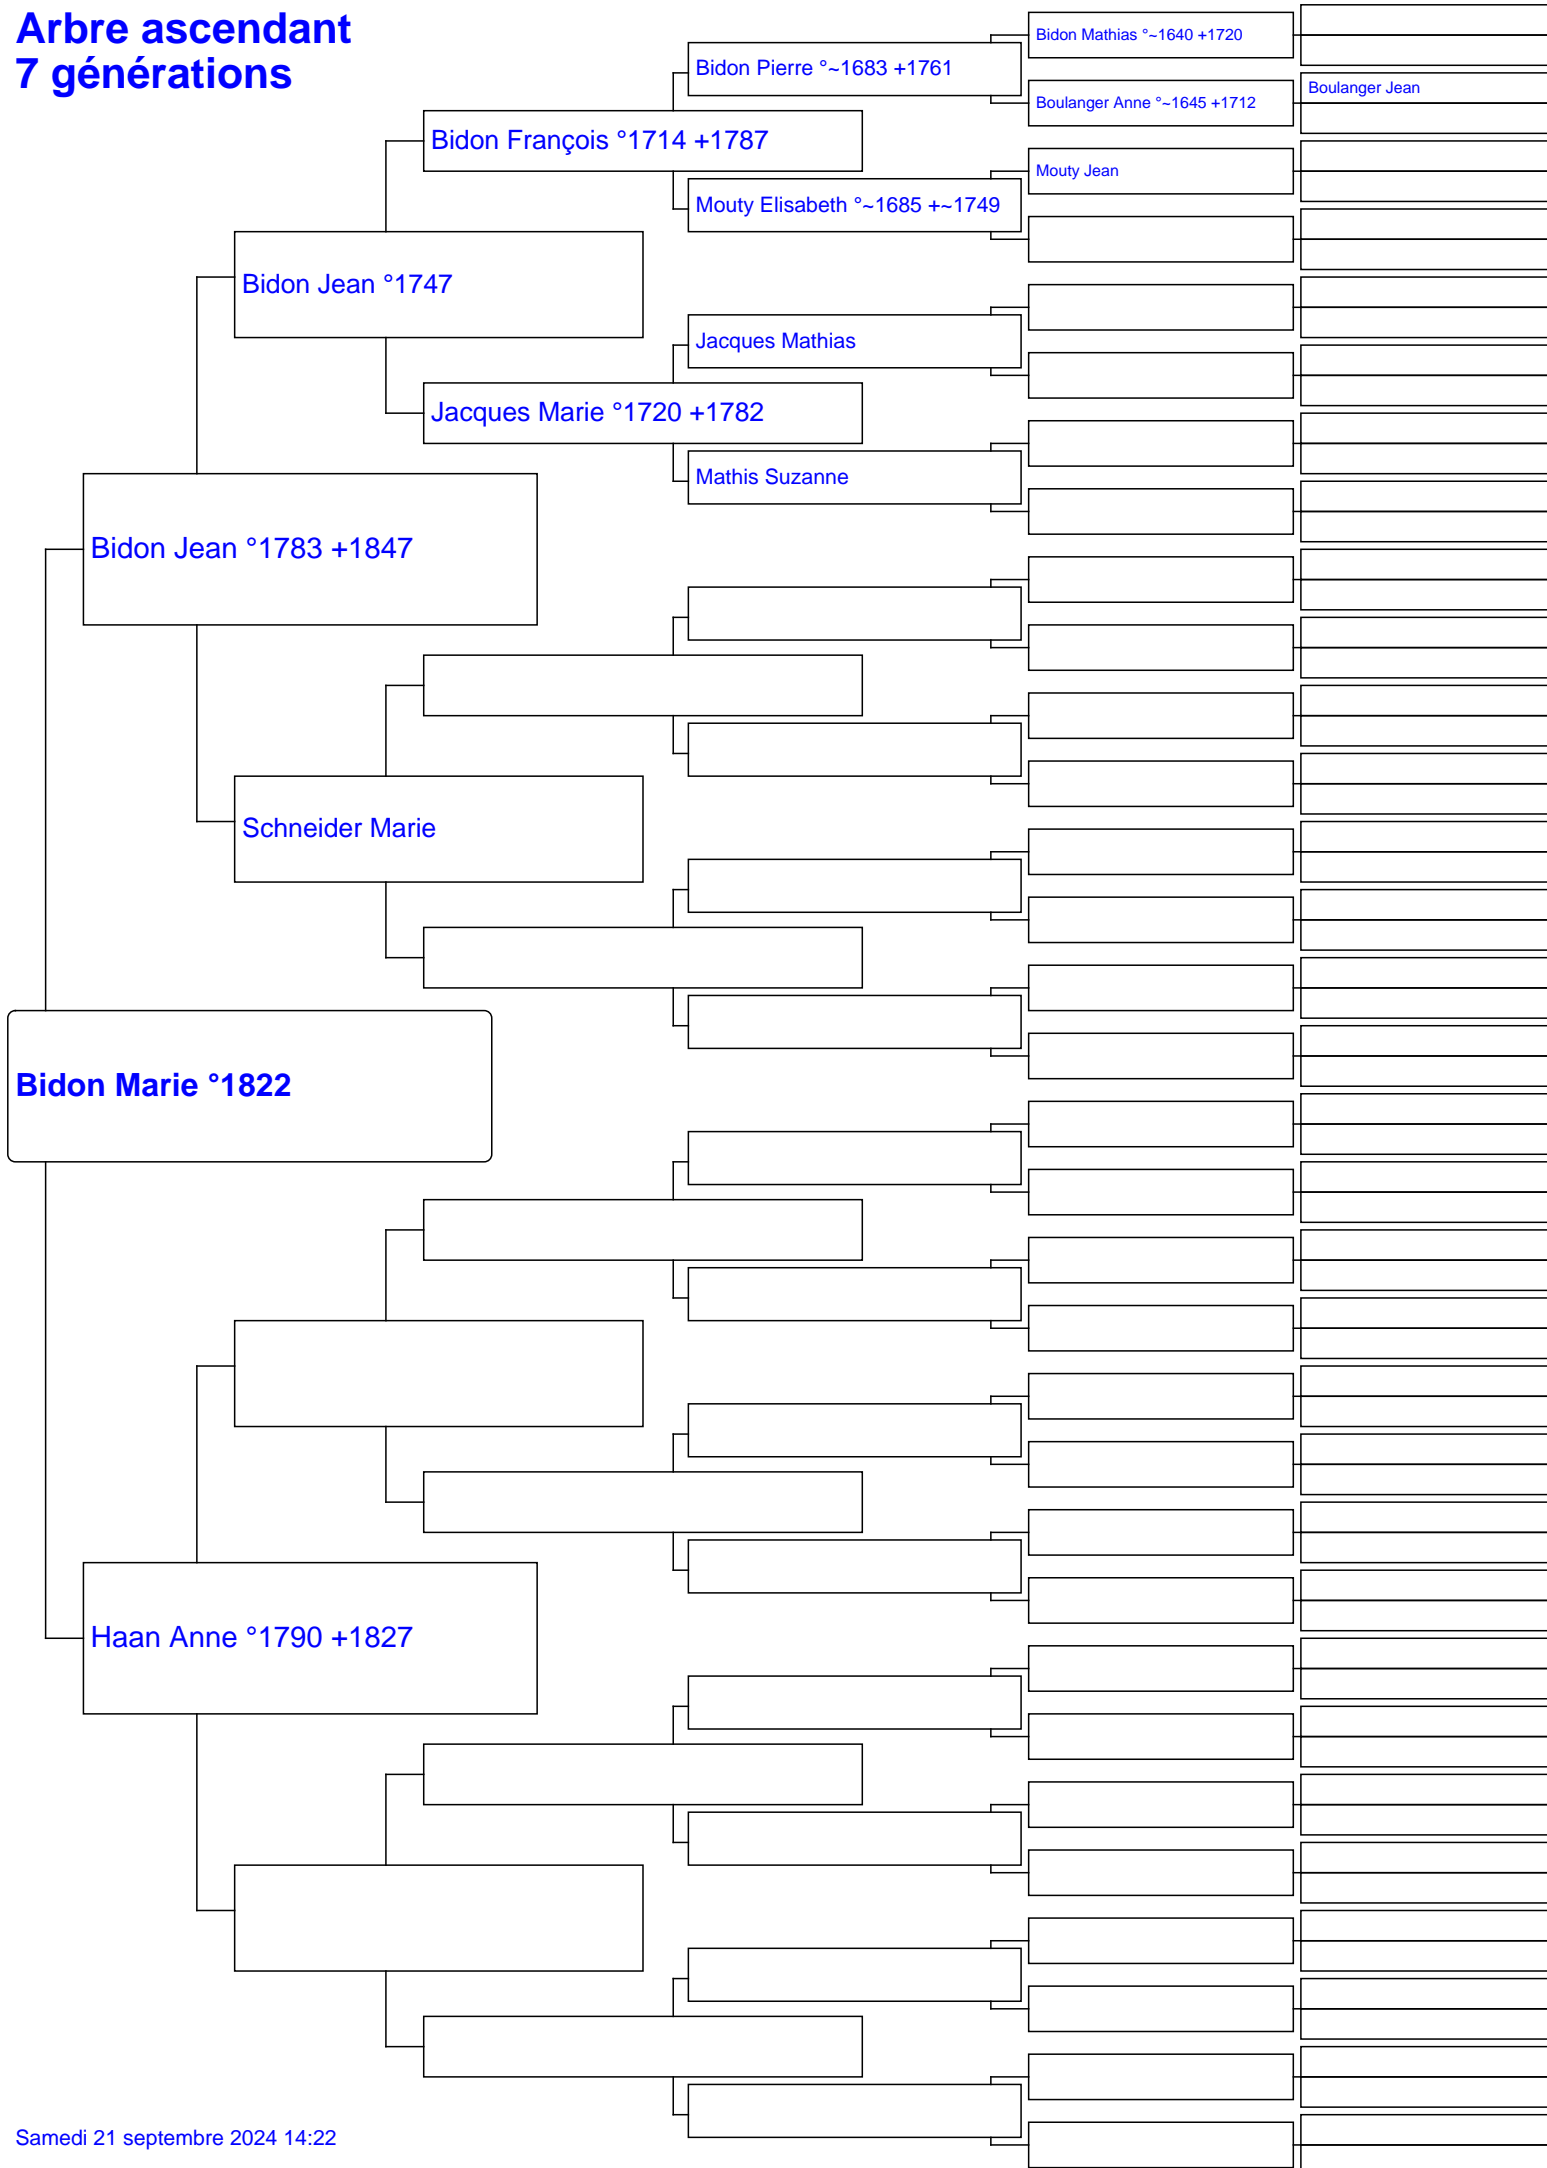 Arbre ascendant
7 générations
Bidon Mathias °~1640 +1720
Bidon Pierre °~1683 +1761
Boulanger Jean
Boulanger Anne °~1645 +1712
Bidon François °1714 +1787
Mouty Jean
Mouty Elisabeth °~1685 +~1749
Bidon Jean °1747
Jacques Mathias
Jacques Marie °1720 +1782
Mathis Suzanne
Bidon Jean °1783 +1847
Schneider Marie
Bidon Marie °1822
Haan Anne °1790 +1827
Samedi 21 septembre 2024 14:22